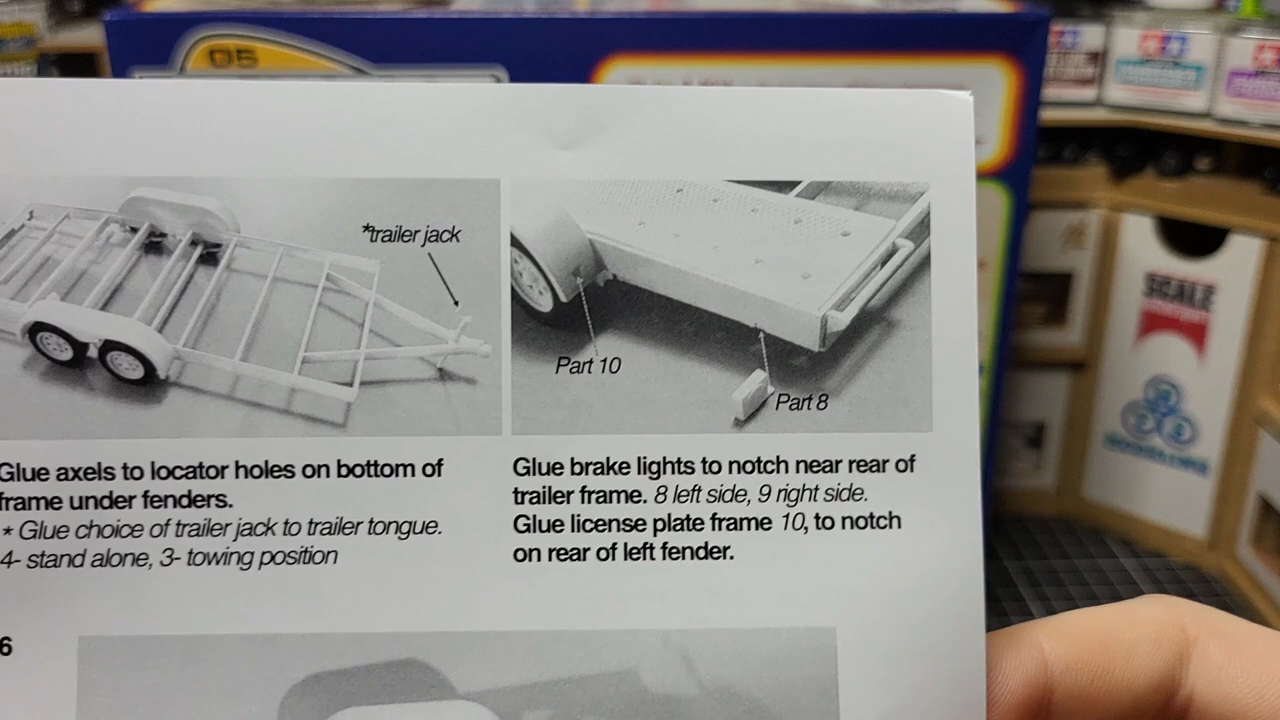 05
*trailer jack
Part 10
Part 8
Glue axels to locator holes on bottom of
frame under fenders.
* Glue choice of trailer jack to trailer tongue.
4- stand alone, 3- towing position
Glue brake lights to notch near rear of
trailer frame. 8 left side, 9 right side.
Glue license plate frame 10, to notch
on rear of left fender.
6
SCALE